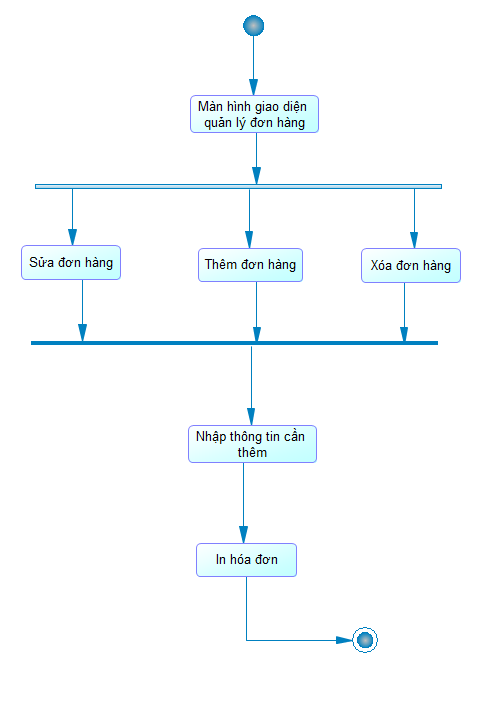 Màn hình giao diện
quản lý đơn hàng
Sửa đơn hàng
Thêm đơn hàng
Xóa đơn hàng
Nhập thông tin cần
thêm
In hóa đơn